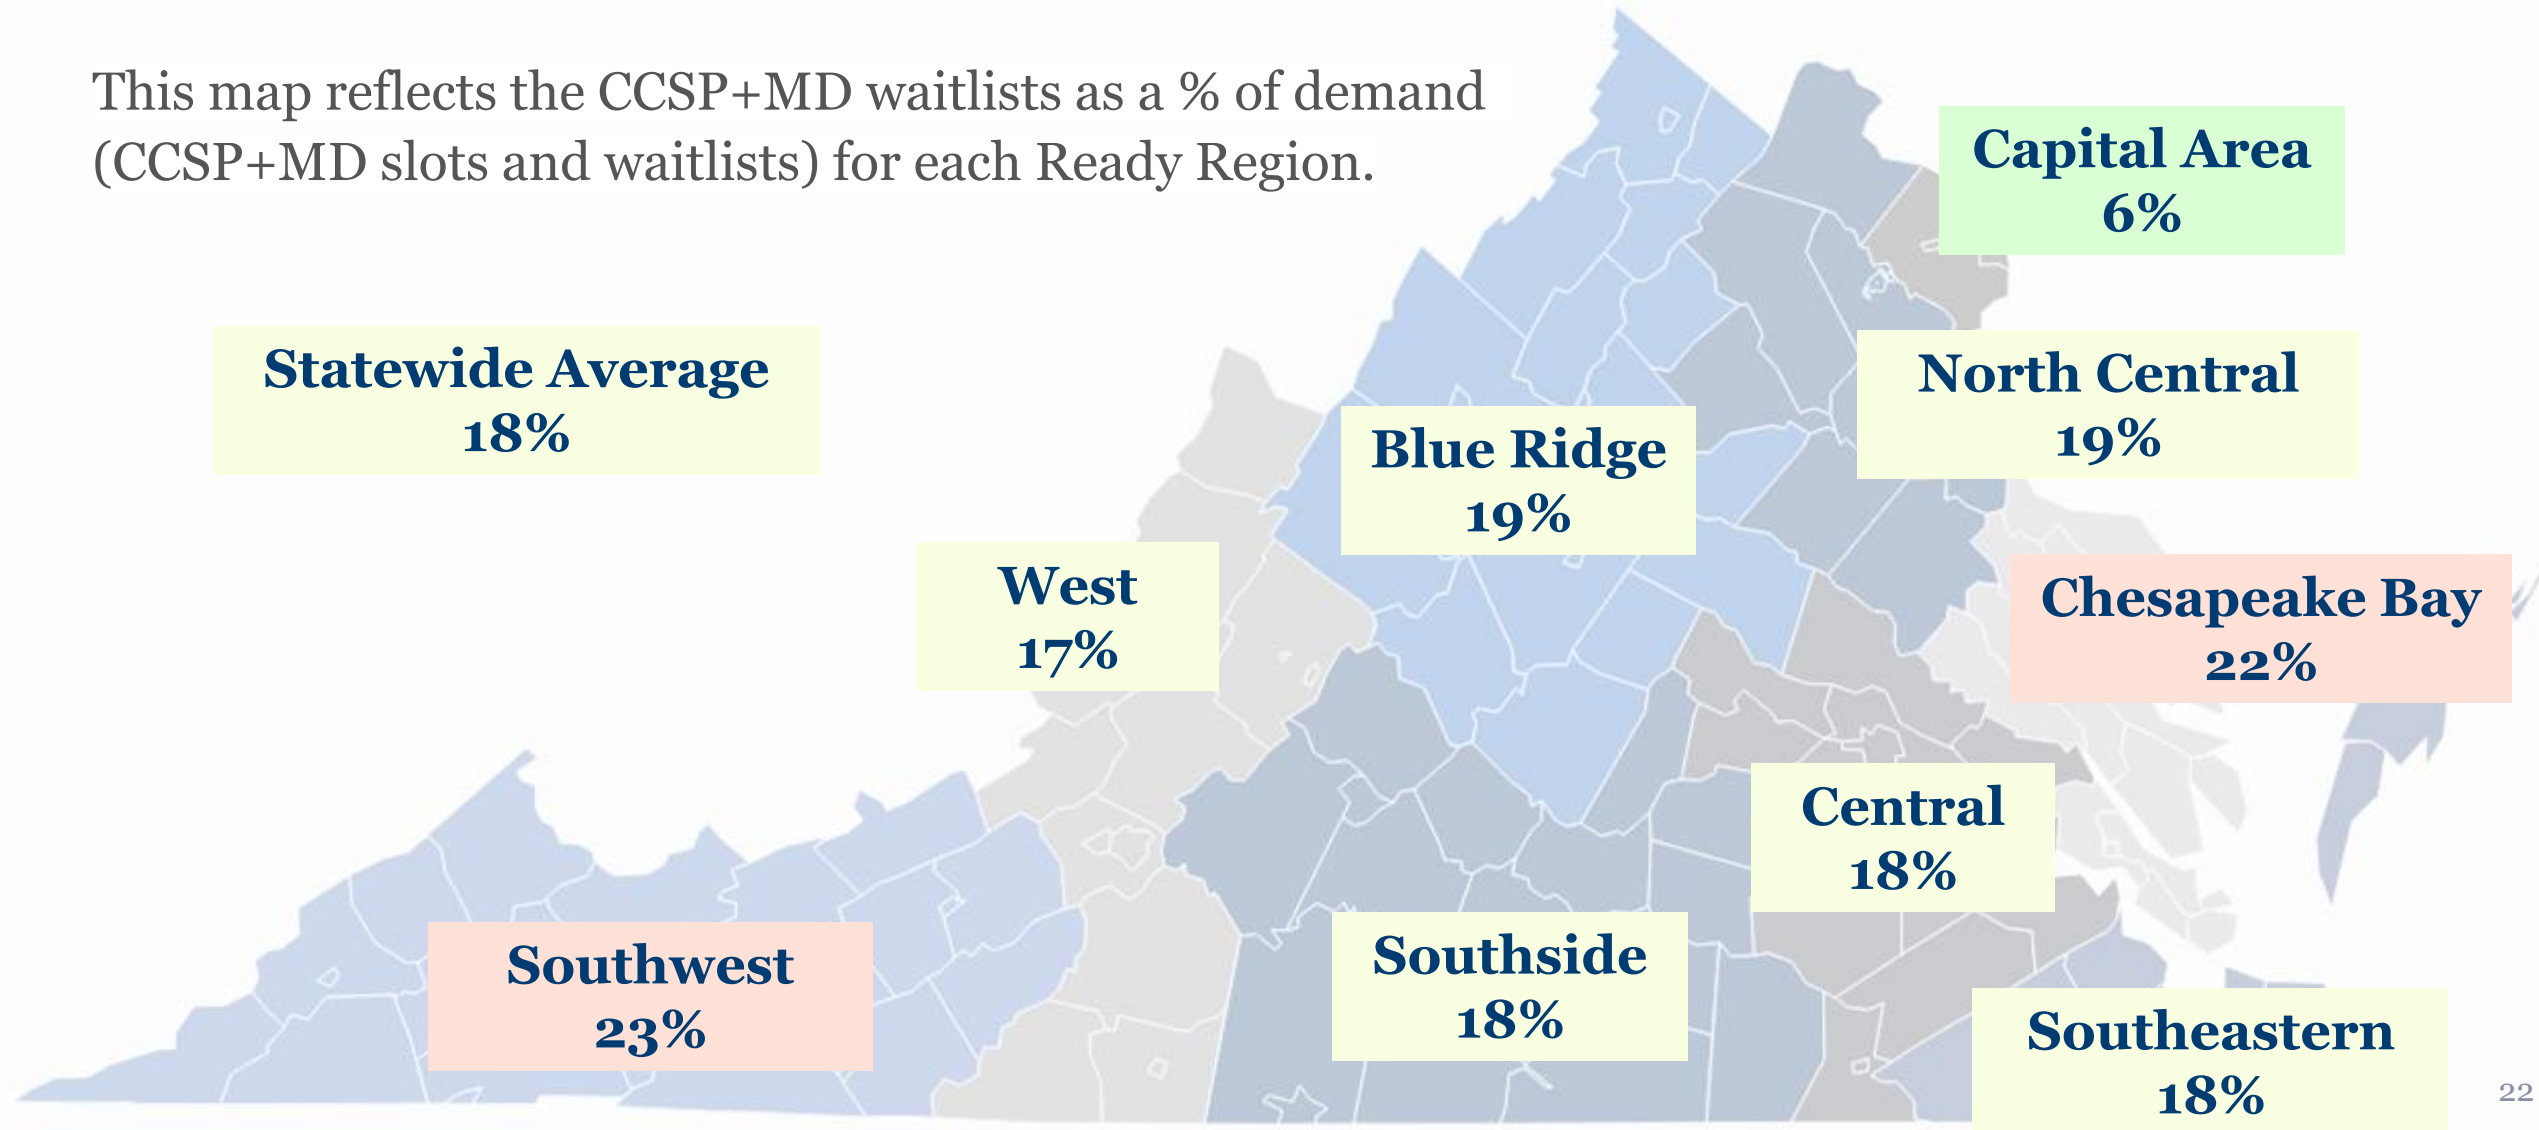 This map reflects the CCSP+MD waitlists as a % of demand
(CCSP+MD slots and waitlists) for each Ready Region.
Capital Area
6%
Statewide Average
18%
North Central
19%
Blue Ridge
19%
West
17%
Chesapeake Bay
22%
Central
18%
Southwest
23%
Southside
18%
Southeastern
18%
22